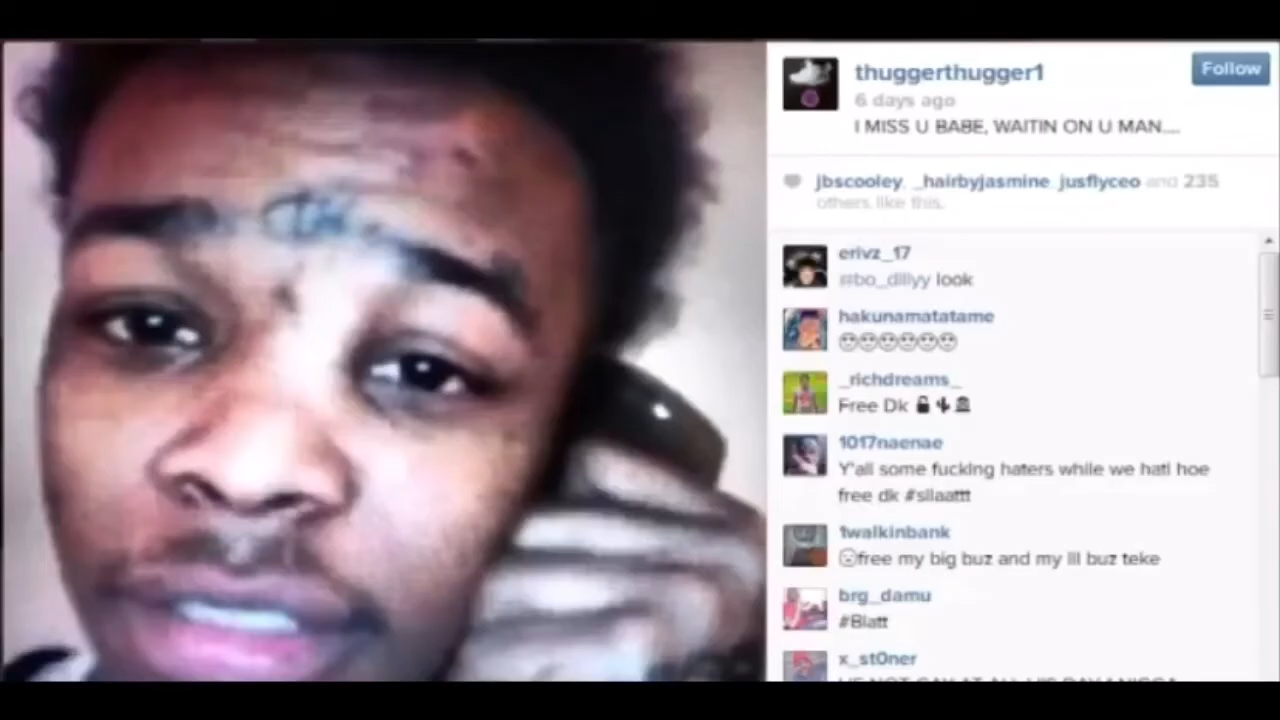 thuggerthugger1
Follow
6 days ago
I MISS U BABE, WAITIN ON U MAN....
jbscooley, _hairbyjasmine, jusflyceo and 235
others like this.
erivz_17
@bo_dillyy look
hakunamatatame
_richdreams_
Free Dk
1017naenae
Y'all some fucking haters while we hatl hoe
free dk #sllaattt
1walkinbank
free my big buz and my lil buz teke
brg_damu
#Blatt
x_st0ner